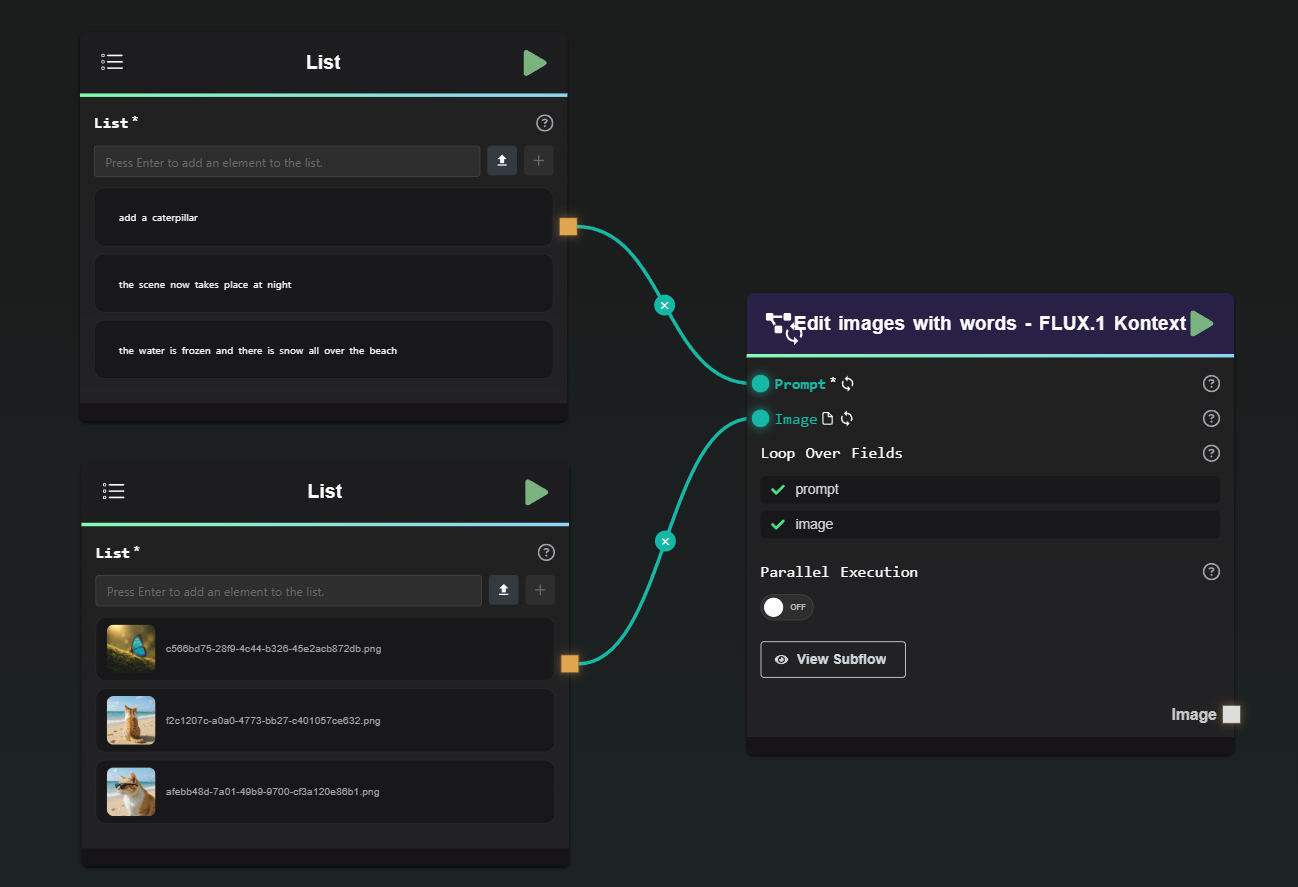 List
List *
Press Enter to add an element to the list.
add a caterpillar
the scene now takes place at night
the water is frozen and there is snow all over the beach
List
List *
Press Enter to add an element to the list.
c566bd75-28f9-4c44-b326-45e2acb872db.png
f2c1207c-a0a0-4773-bb27-c401057ce632.png
afebb48d-7a01-49b9-9700-cf3a120e86b1.png
Edit images with words - FLUX.1 Kontext
Prompt *
Image
Loop Over Fields
prompt
image
Parallel Execution
OFF
View Subflow
Image